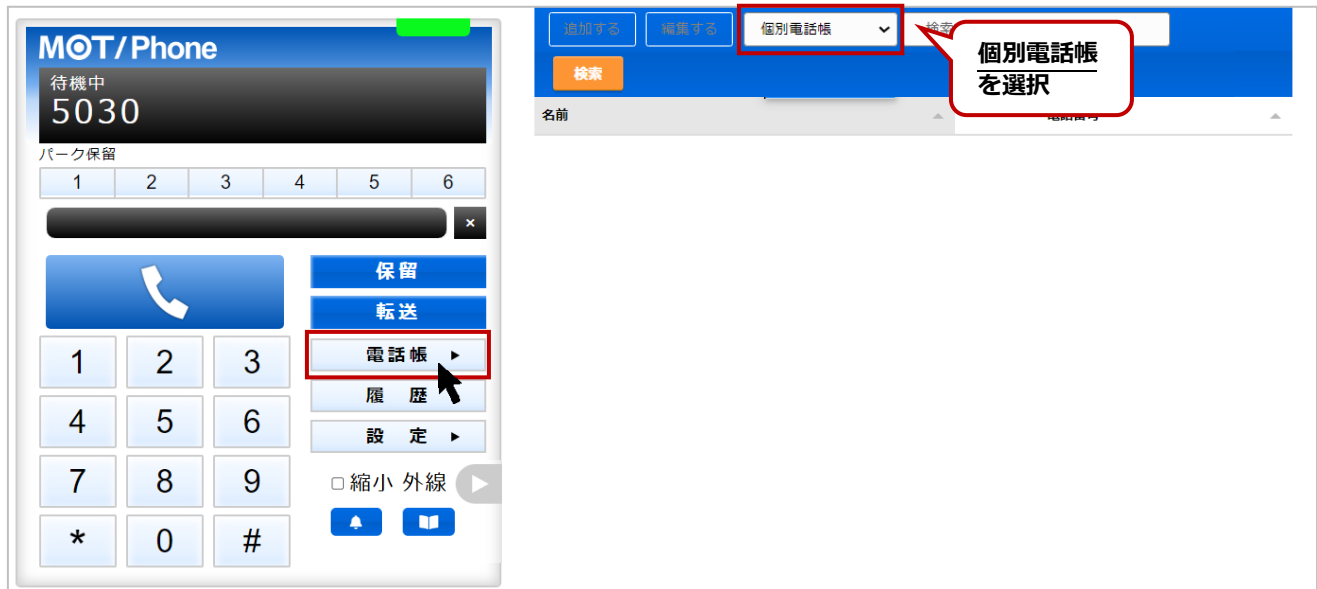 MOT/Phone
待機中
5030
パーク保留
1 2 3 4 5 6
×
保留
転送
電話帳
履歴
設定
1 2 3
4 5 6
7 8 9
* 0 #
縮小 外線
追加する 編集する 個別電話帳 検索
個別電話帳
を選択
検索
名前